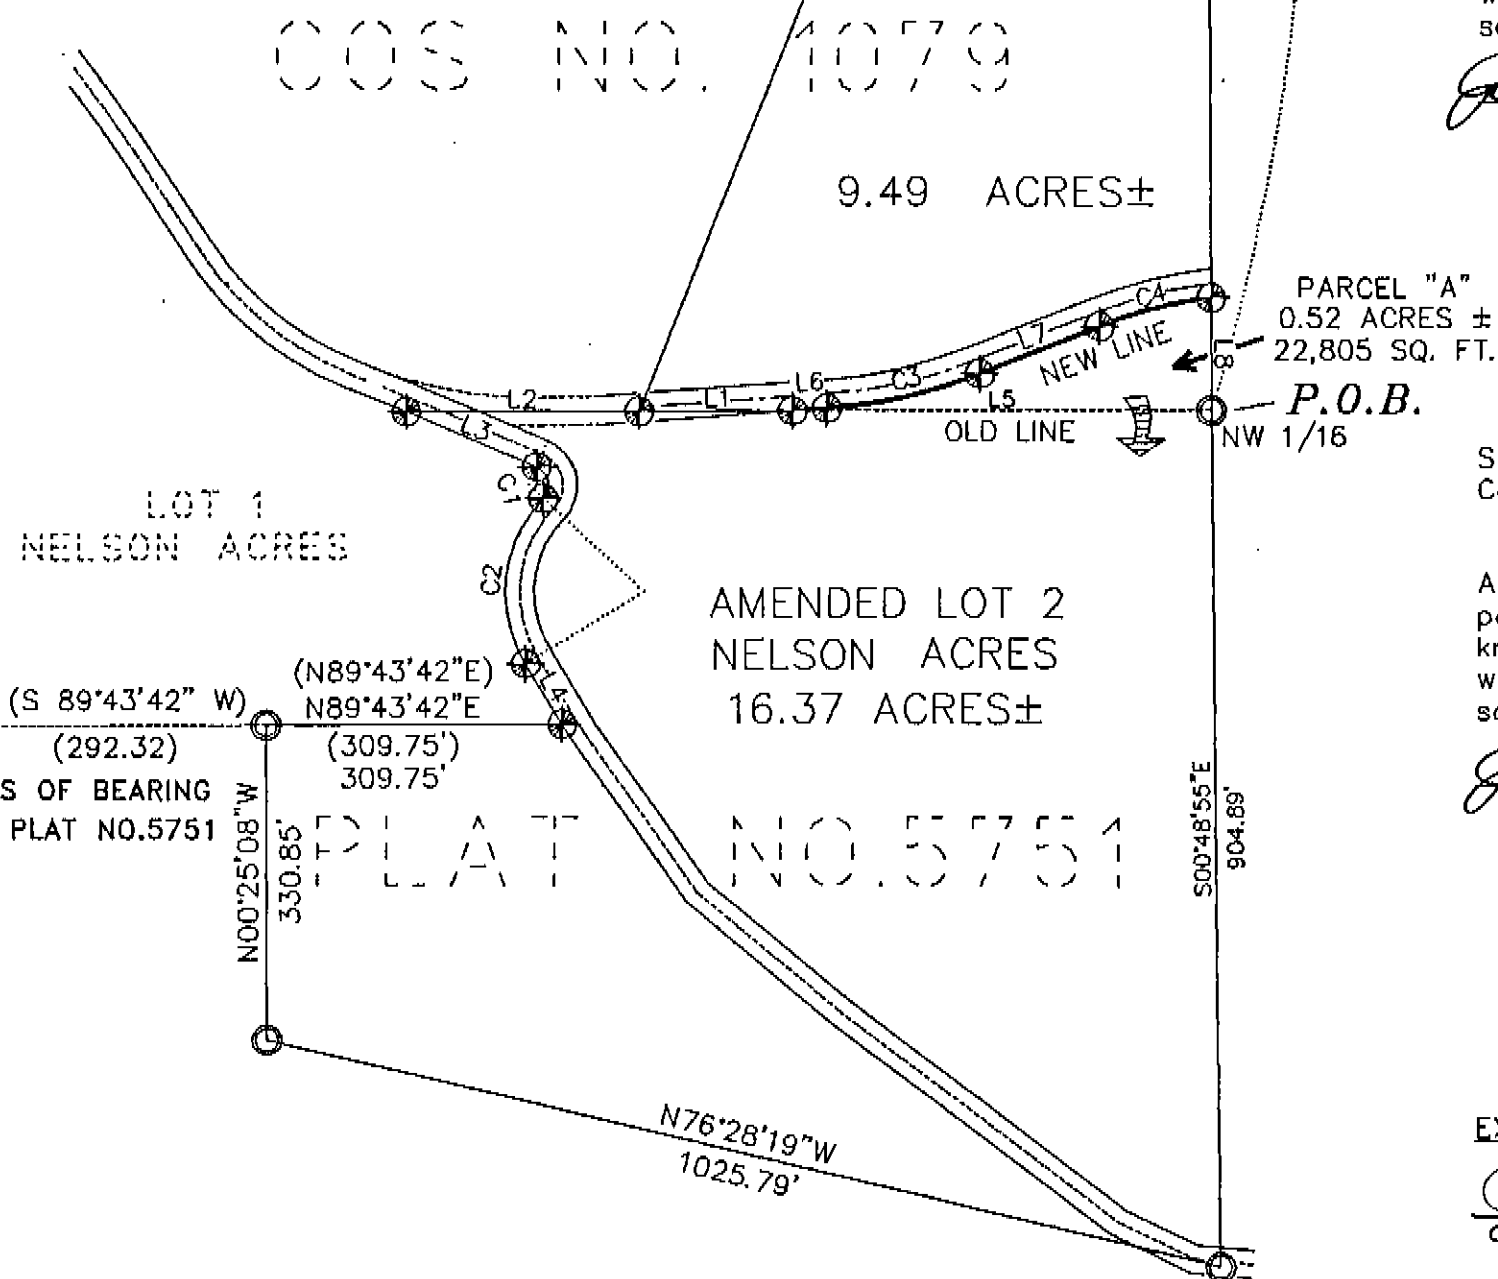 COS NO. 1079
9.49 ACRES±
PARCEL "A"
0.52 ACRES ±
22,805 SQ. FT.
C4
L7
NEW LINE
L8
L6
C3
L2
L1
L5
P.O.B.
OLD LINE
NW 1/16
L3
C1
LOT 1
NELSON ACRES
C2
AMENDED LOT 2
NELSON ACRES
16.37 ACRES±
(N89°43'42"E)
L4
(S 89°43'42" W)
N89°43'42"E
(292.32)
(309.75')
309.75'
S OF BEARING
PLAT NO.5751
N00°25'08"W
330.85'
PLAT NO.5751
S00°48'55"E
904.89'
N76°28'19"W
1025.79'